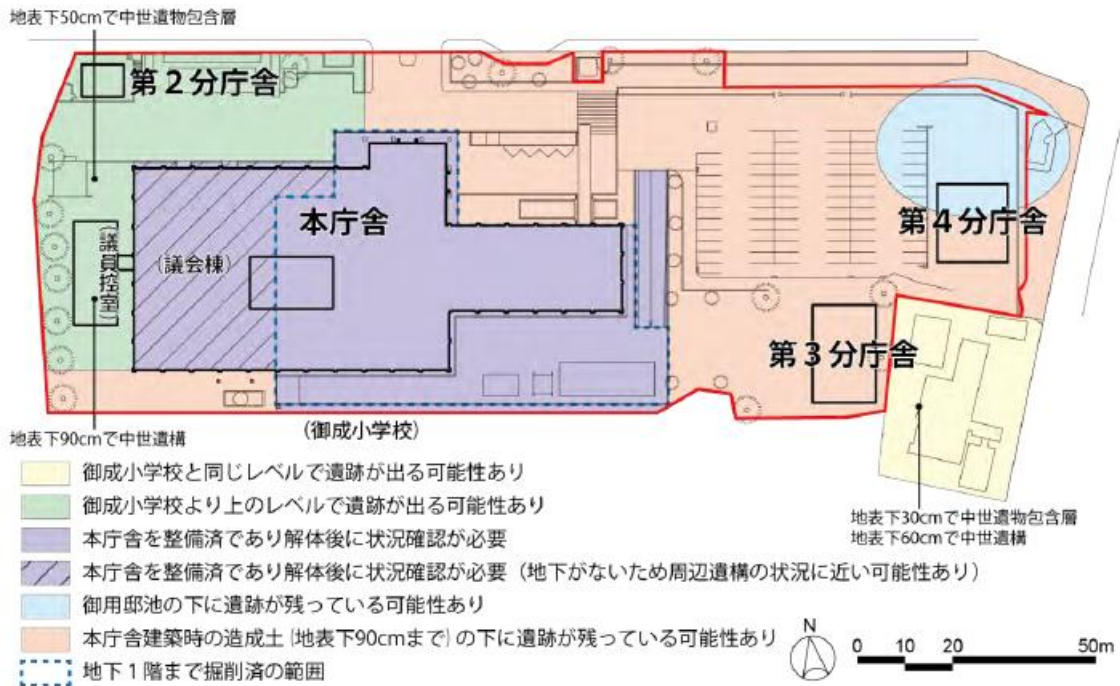 地表下50cmで中世遺物包含層
第２分庁舎
本庁舎
（議会棟）
［議員控室］
第４分庁舎
第３分庁舎
(御成小学校)
地表下90cmで中世遺構
御成小学校と同じレベルで遺跡が出る可能性あり
御成小学校より上のレベルで遺跡が出る可能性あり
本庁舎を整備済であり解体後に状況確認が必要
本庁舎を整備済であり解体後に状況確認が必要（地下がないため周辺遺構の状況に近い可能性あり）
御用邸池の下に遺跡が残っている可能性あり
本庁舎建築時の造成土（地表下90cmまで）の下に遺跡が残っている可能性あり
地下１階まで掘削済の範囲
地表下30cmで中世遺物包含層
地表下60cmで中世遺構
N
0 10 20 50m